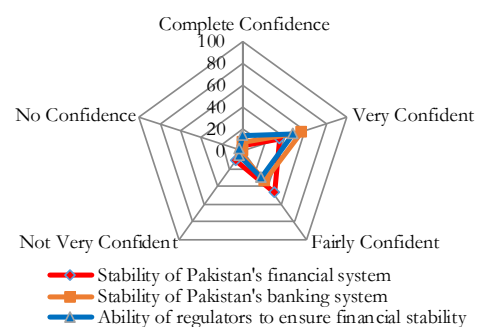 Complete Confidence
100
80
60
40
20
0
No Confidence
Very Confident
Not Very Confident
Fairly Confident
Stability of Pakistan's financial system
Stability of Pakistan's banking system
Ability of regulators to ensure financial stability